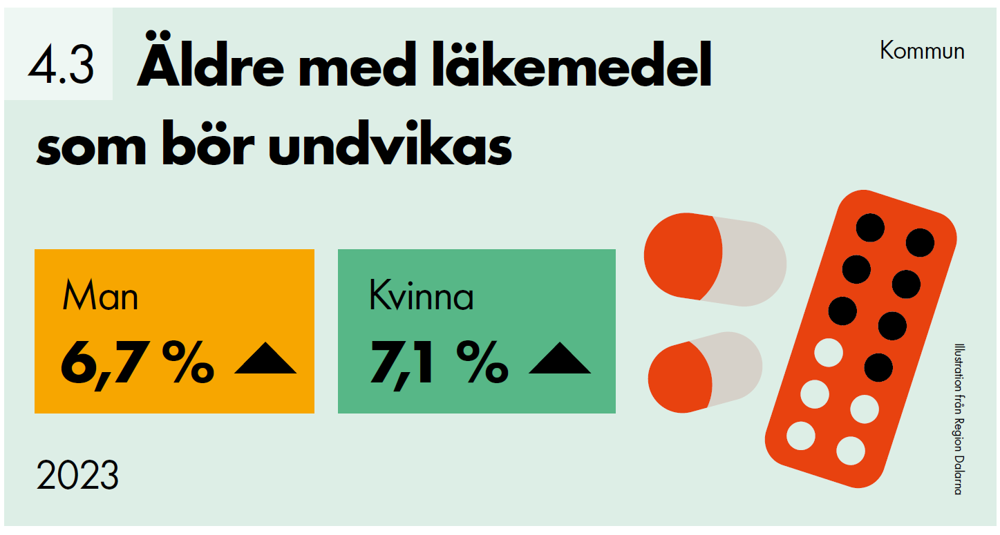 4.3 Äldre med läkemedel
som bör undvikas
Kommun
Man
6,7 %
Kvinna
7,1 %
2023
Illustration från Region Dalarna